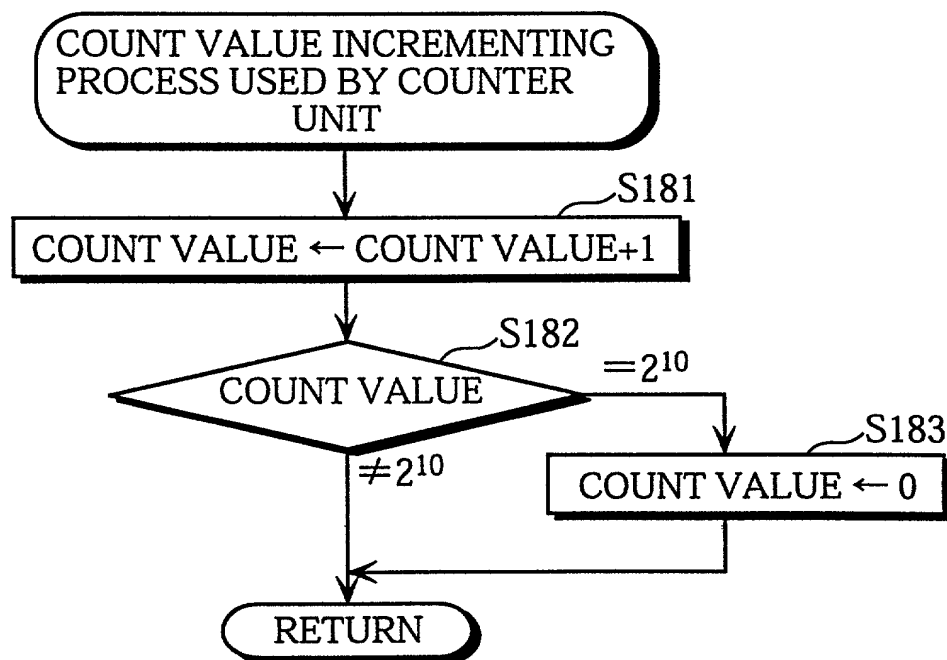 COUNT VALUE INCREMENTING
PROCESS USED BY COUNTER
UNIT
S181
COUNT VALUE ← COUNT VALUE+1
S182
COUNT VALUE
=2¹⁰
S183
COUNT VALUE ← 0
≠2¹⁰
RETURN